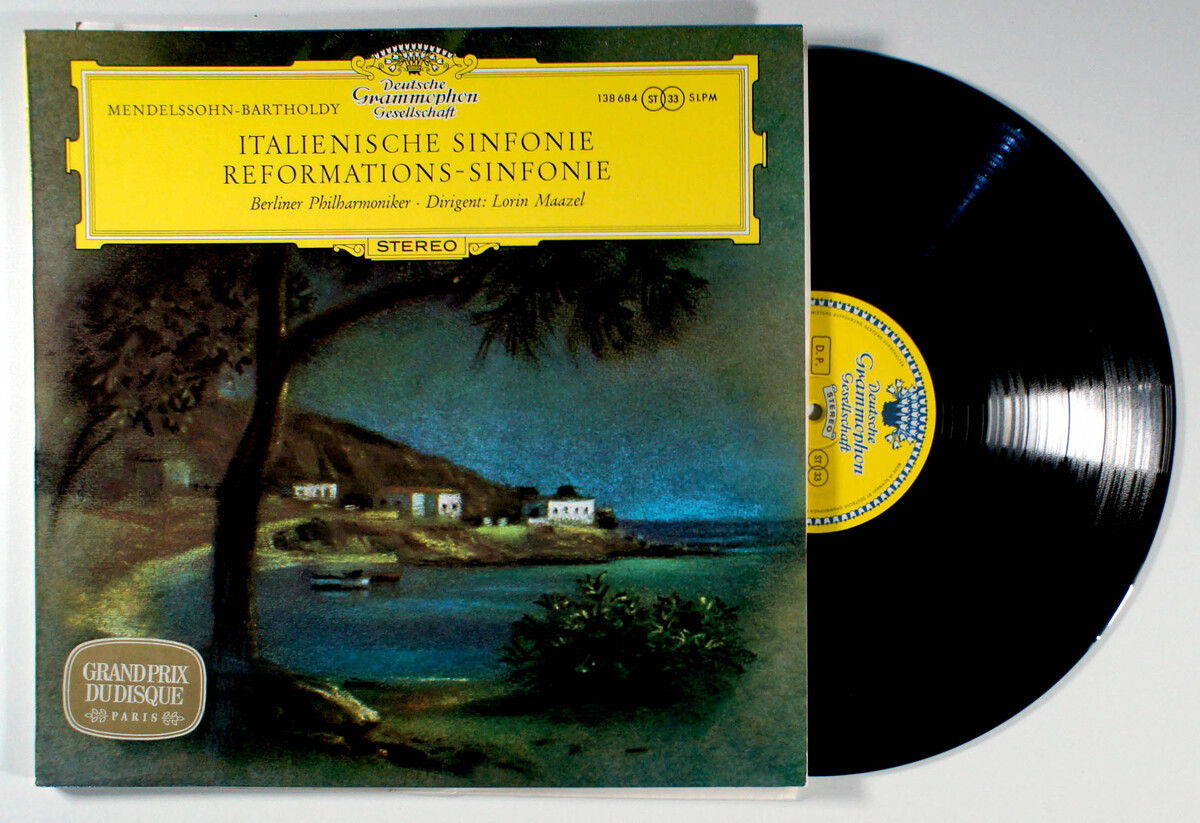 MENDELSSOHN-BARTHOLDY
Deutsche
Grammophon
Gesellschaft
138 684 ST 33 SLPM
ITALIENISCHE SINFONIE
REFORMATIONS-SINFONIE
Berliner Philharmoniker · Dirigent: Lorin Maazel
STEREO
GRAND PRIX
DU DISQUE
PARIS
Deutsche
Grammophon
Gesellschaft
D.P.
STEREO
ST 33